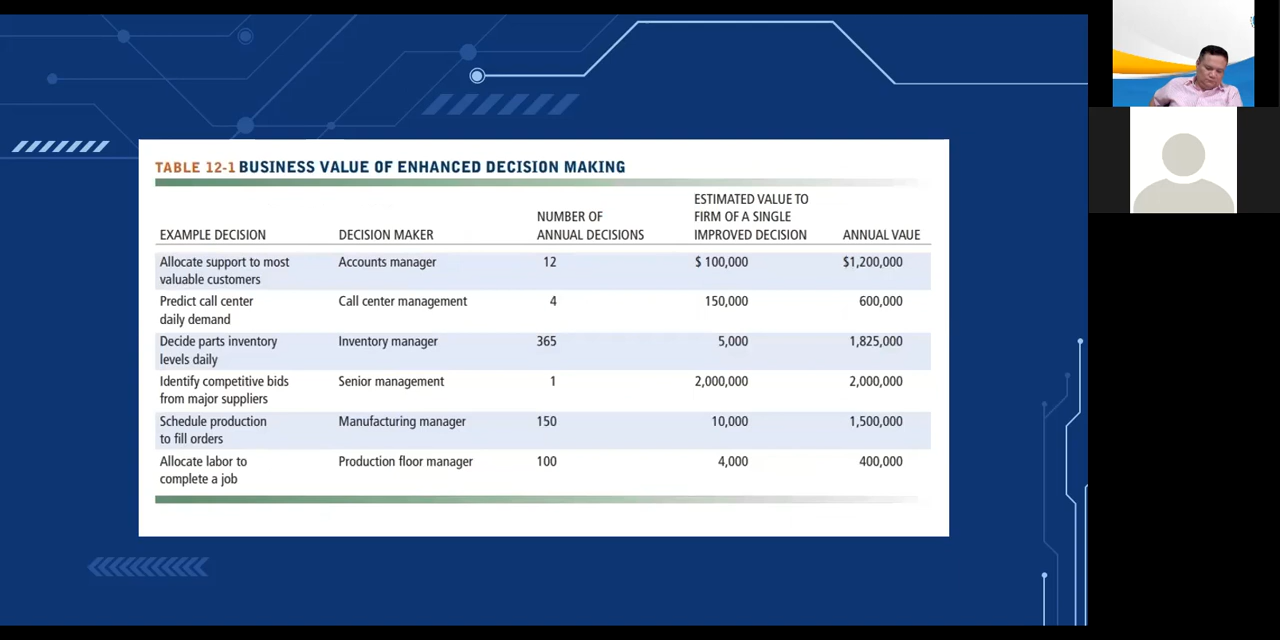 TABLE 12-1 BUSINESS VALUE OF ENHANCED DECISION MAKING
EXAMPLE DECISION DECISION MAKER NUMBER OF ANNUAL DECISIONS ESTIMATED VALUE TO FIRM OF A SINGLE IMPROVED DECISION ANNUAL VAUE
Allocate support to most valuable customers Accounts manager 12 $ 100,000 $1,200,000
Predict call center daily demand Call center management 4 150,000 600,000
Decide parts inventory levels daily Inventory manager 365 5,000 1,825,000
Identify competitive bids from major suppliers Senior management 1 2,000,000 2,000,000
Schedule production to fill orders Manufacturing manager 150 10,000 1,500,000
Allocate labor to complete a job Production floor manager 100 4,000 400,000